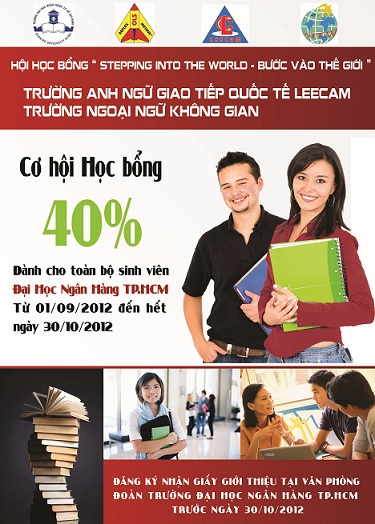 HỘI HỌC BỔNG “ STEPPING INTO THE WORLD - BƯỚC VÀO THẾ GIỚI ”
TRƯỜNG ANH NGỮ GIAO TIẾP QUỐC TẾ LEECAM
TRƯỜNG NGOẠI NGỮ KHÔNG GIAN
Cơ hội Học bổng
40%
Dành cho toàn bộ sinh viên
Đại Học Ngân Hàng TP.HCM
Từ 01/09/2012 đến hết
ngày 30/10/2012
ĐĂNG KÝ NHẬN GIẤY GIỚI THIỆU TẠI VĂN PHÒNG
ĐOÀN TRƯỜNG ĐẠI HỌC NGÂN HÀNG TP.HCM
TRƯỚC NGÀY 30/10/2012